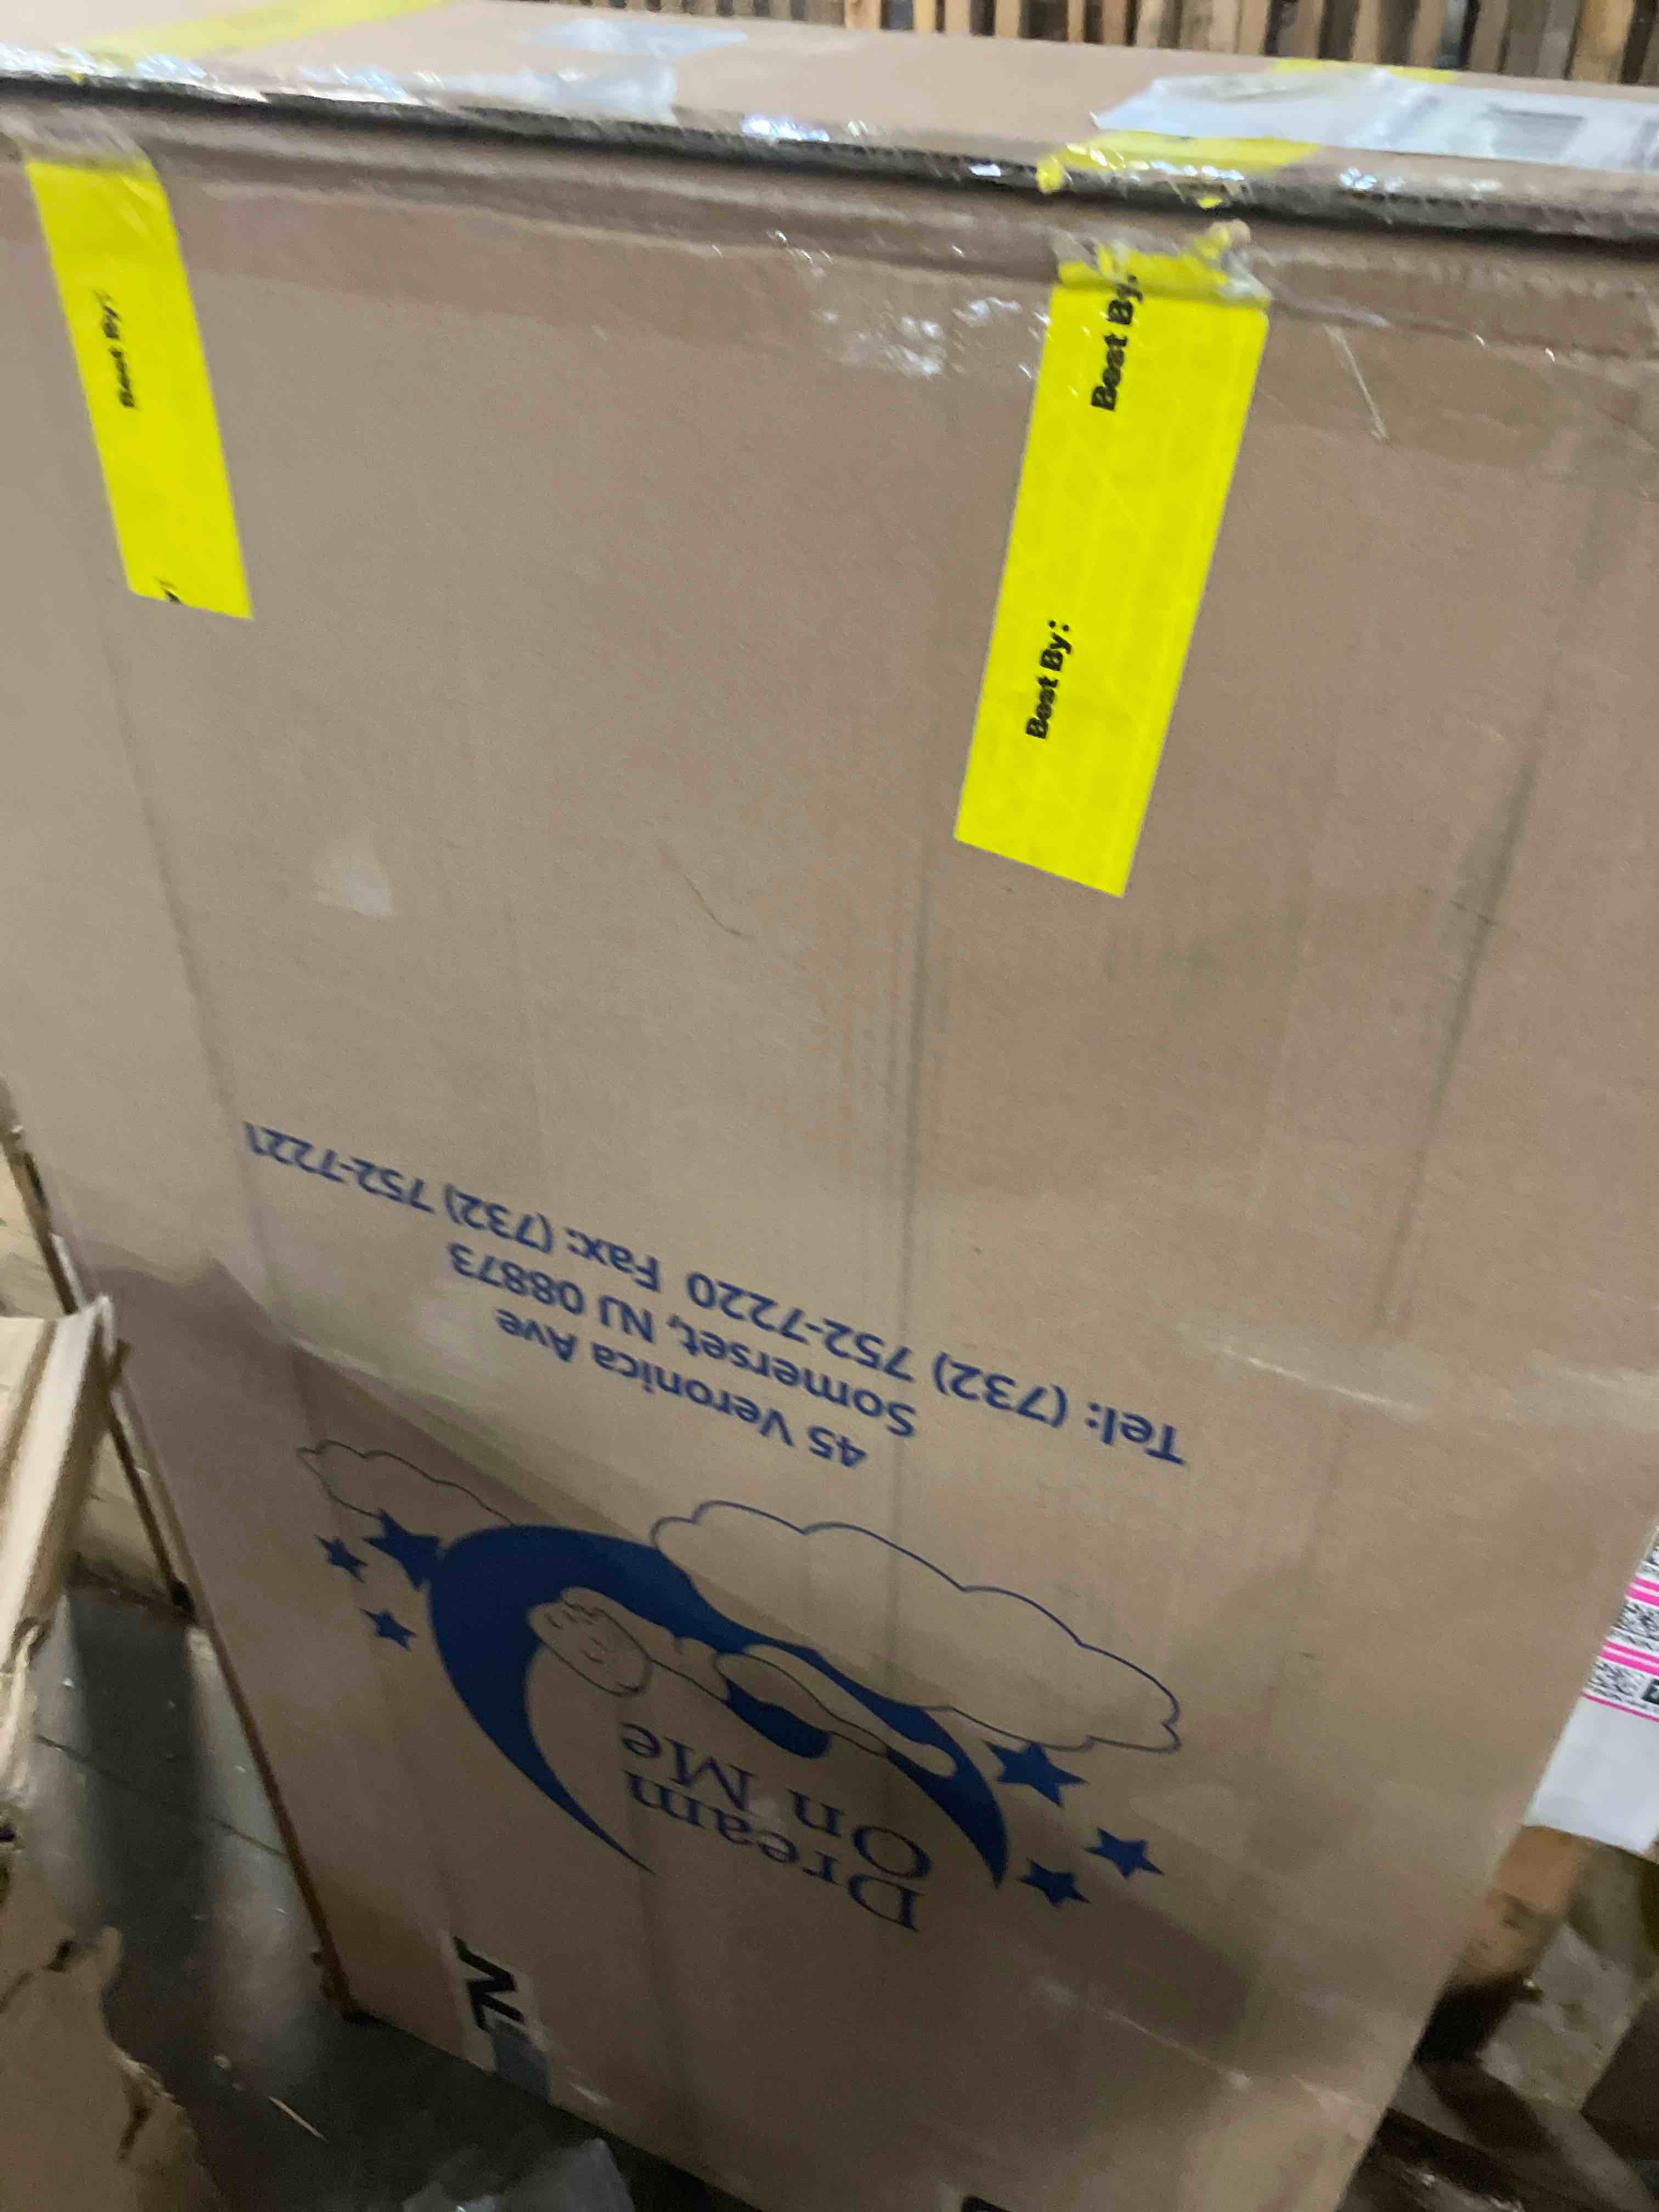 Best By:
Best By:
Best By:
Dream
On Me
45 Veronica Ave
Somerset, NJ 08873
Tel: (732) 752-7220 Fax: (732) 752-7221